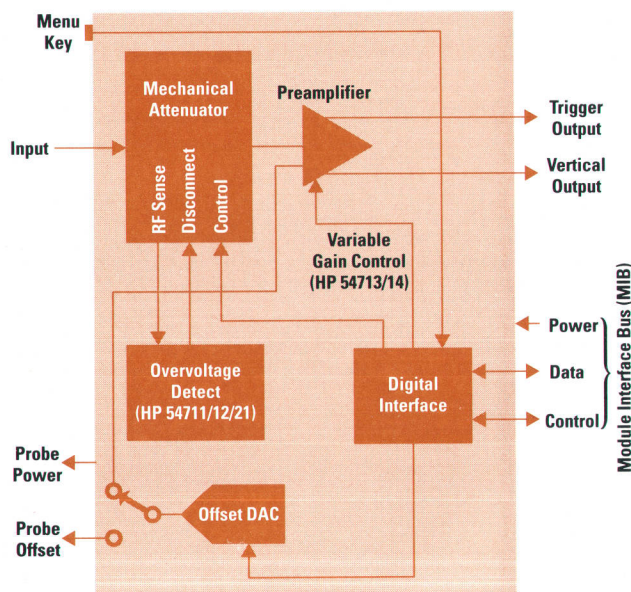 Menu
Key
Mechanical
Attenuator
Preamplifier
Trigger
Output
Input
Vertical
Output
RF Sense
Disconnect
Control
Variable
Gain Control
(HP 54713/14)
Power
Overvoltage
Detect
(HP 54711/12/21)
Digital
Interface
Data
Control
Module Interface Bus (MIB)
Probe
Power
Offset DAC
Probe
Offset